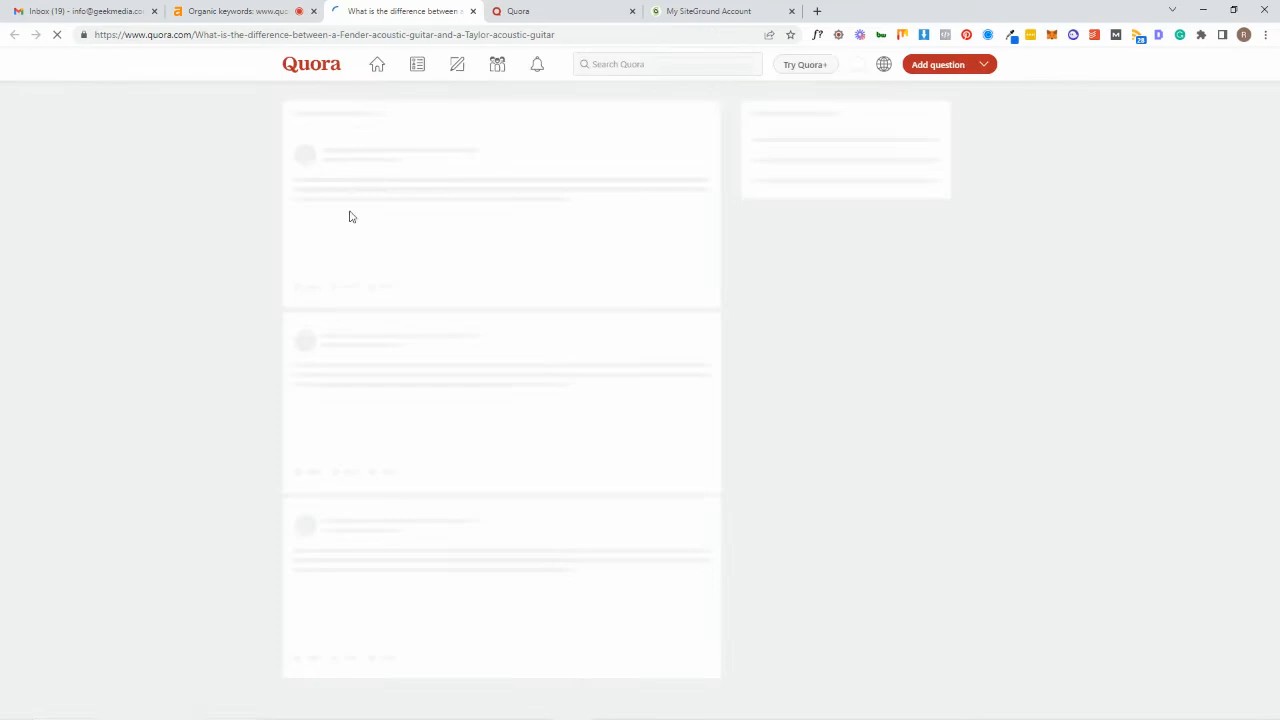 Inbox (19) - info@geekmedia.co
Organic keywords: www.quo
What is the difference between a
Quora
My SiteGround Account
https://www.quora.com/What-is-the-difference-between-a-Fender-acoustic-guitar-and-a-Taylor-acoustic-guitar
28
R
Quora
Search Quora
Try Quora+
Add question